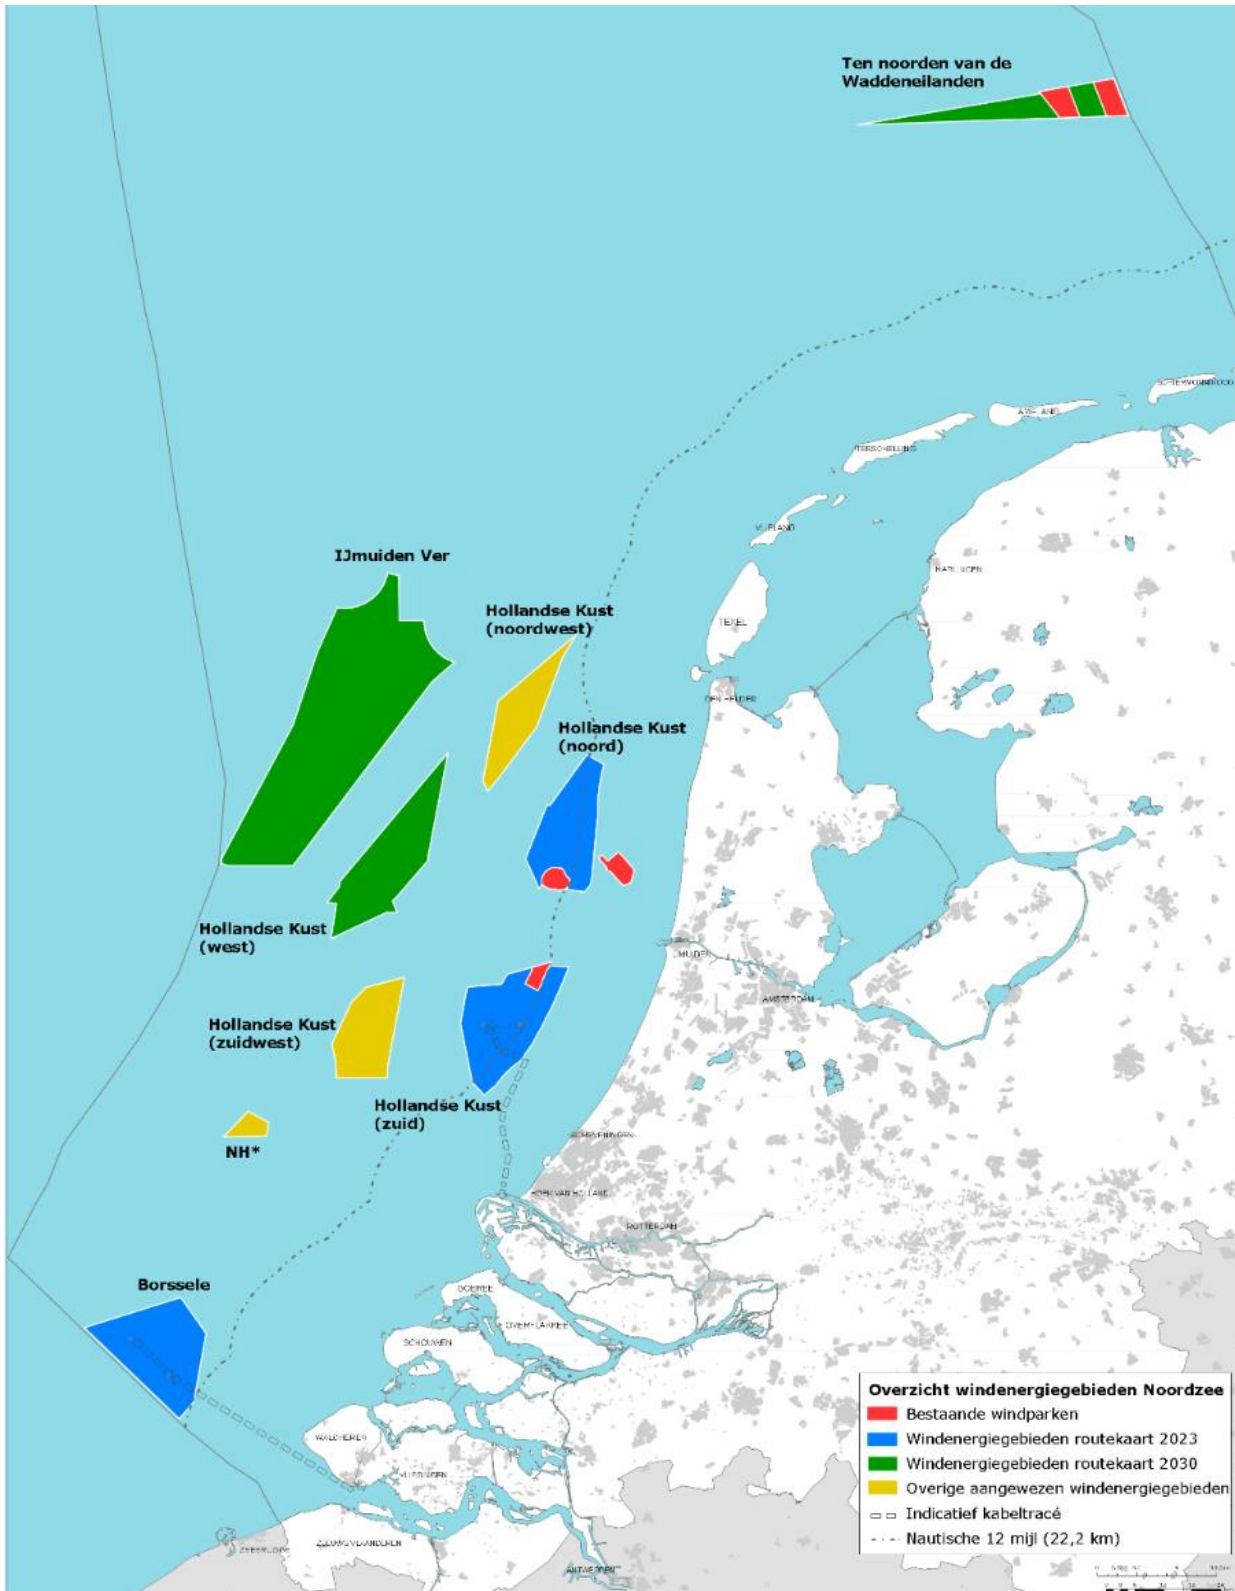 Ten noorden van de
Waddeneilanden
AMELAND
TERSCHELLING
VLIELAND
HARLINGEN
IJmuiden Ver
Hollandse Kust
(noordwest)
TEXEL
DEN HELDER
Hollandse Kust
(noord)
Hollandse Kust
(west)
IJMUIDEN
AMSTERDAM
Hollandse Kust
(zuidwest)
Hollandse Kust
(zuid)
SCHEVENINGEN
NH*
HOEK VAN HOLLAND
ROTTERDAM
Borssele
GOEREE
OVERFLAKKEE
SCHOUWEN
WALCHEREN
VLISSINGEN
ZEEUWS VLAANDEREN
ZEEBRUGGE
ANTWERPEN
Overzicht windenergiegebieden Noordzee
Bestaande windparken
Windenergiegebieden routekaart 2023
Windenergiegebieden routekaart 2030
Overige aangewezen windenergiegebieden
Indicatief kabeltracé
Nautische 12 mijl (22,2 km)